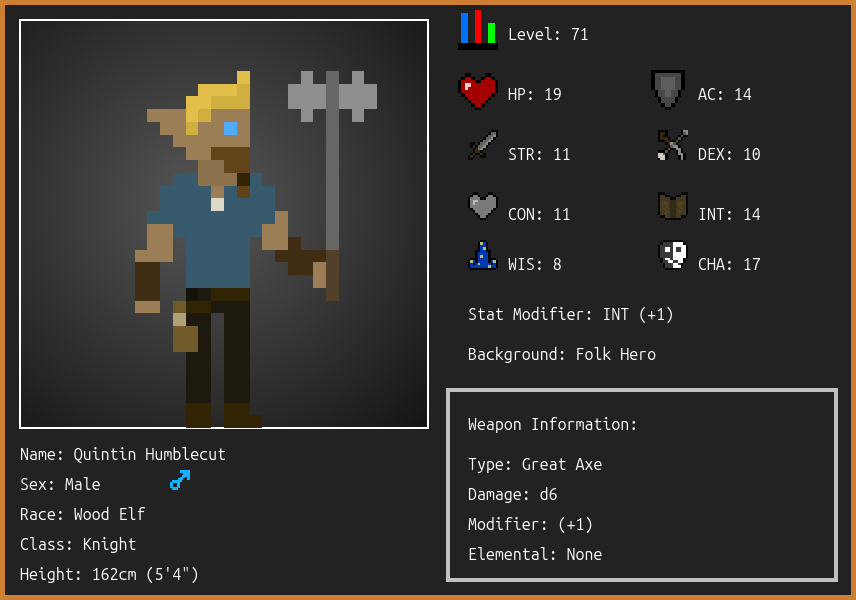 Level: 71
HP: 19
AC: 14
STR: 11
DEX: 10
CON: 11
INT: 14
WIS: 8
CHA: 17
Stat Modifier: INT (+1)
Background: Folk Hero
Weapon Information:
Type: Great Axe
Damage: d6
Modifier: (+1)
Elemental: None
Name: Quintin Humblecut
Sex: Male
Race: Wood Elf
Class: Knight
Height: 162cm (5'4")